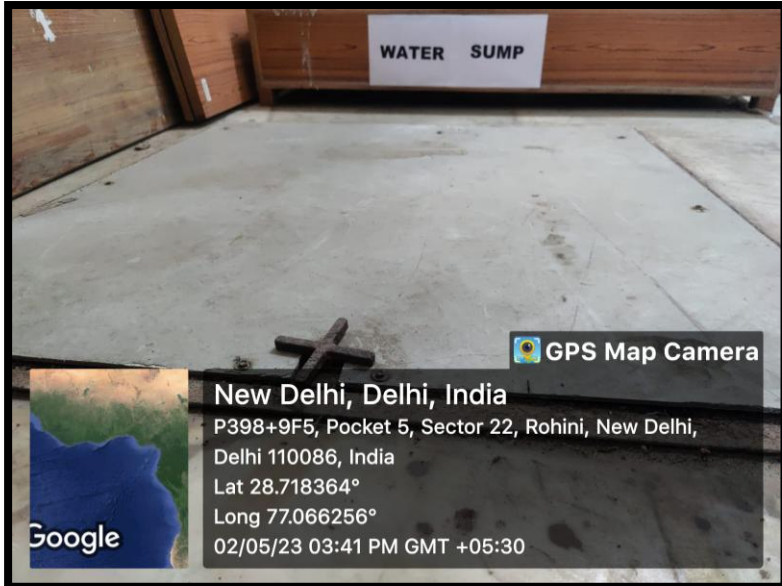 WATER SUMP
GPS Map Camera
New Delhi, Delhi, India
P398+9F5, Pocket 5, Sector 22, Rohini, New Delhi,
Delhi 110086, India
Lat 28.718364°
Long 77.066256°
02/05/23 03:41 PM GMT +05:30
Google